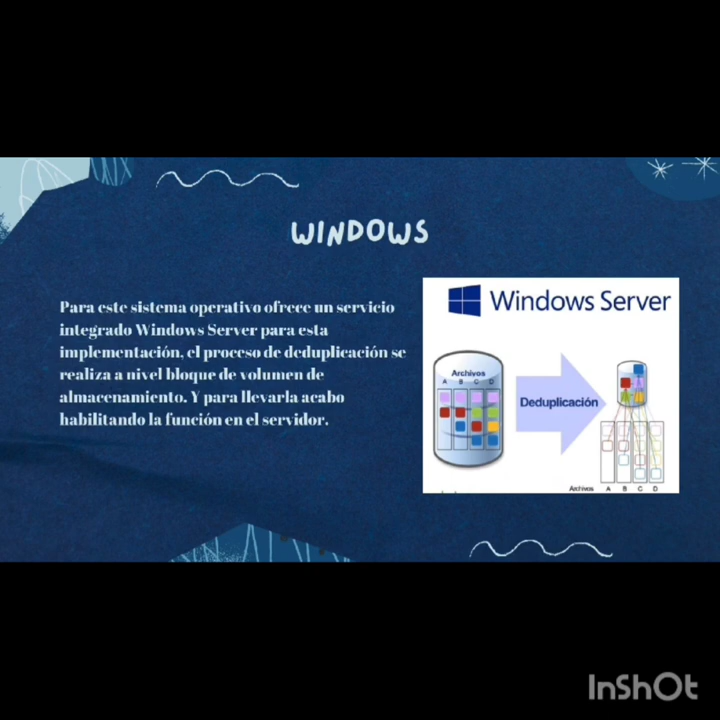 WINDOWS
Para este sistema operativo ofrece un servicio
integrado Windows Server para esta
implementación, el proceso de deduplicación se
realiza a nivel bloque de volumen de
almacenamiento. Y para llevarla acabo
habilitando la función en el servidor.
Windows Server
Archivos
A B C D
Deduplicación
Archivos A B C D
InShOt